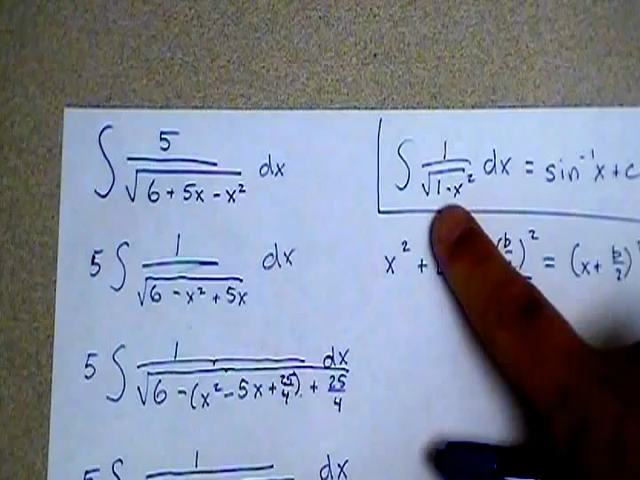 ∫ 5/√(6 + 5x - x²) dx
∫ 1/√(1-x²) dx = sin⁻¹x + c
5 ∫ 1/√(6 - x² + 5x) dx
x² + (b/ )² = (x + b/2)
5 ∫ 1/√(6 - (x² - 5x + 25/4) + 25/4) dx
5 ∫ 1 dx